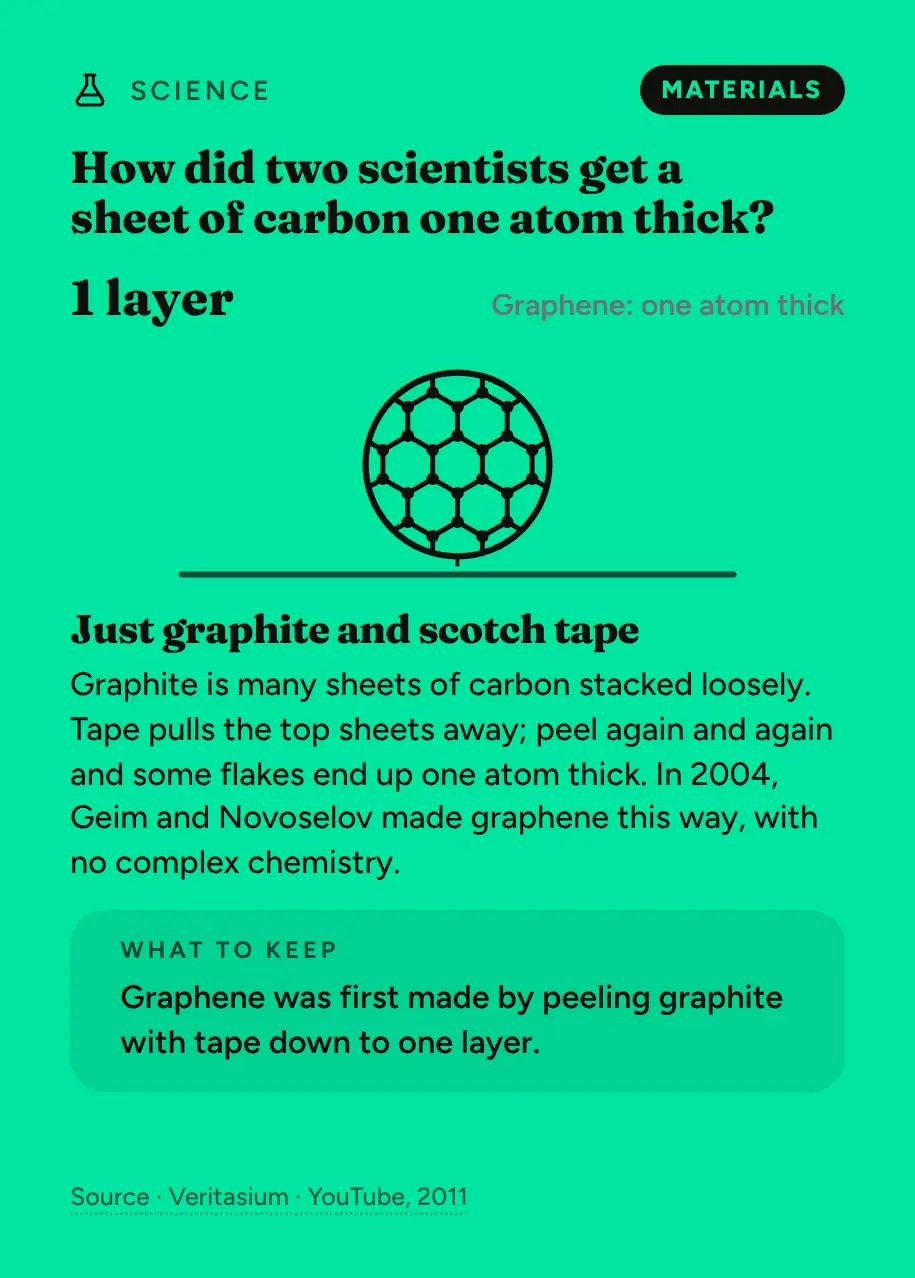 SCIENCE
MATERIALS
How did two scientists get a
sheet of carbon one atom thick?
1 layer
Graphene: one atom thick
Just graphite and scotch tape
Graphite is many sheets of carbon stacked loosely.
Tape pulls the top sheets away; peel again and again
and some flakes end up one atom thick. In 2004,
Geim and Novoselov made graphene this way, with
no complex chemistry.
WHAT TO KEEP
Graphene was first made by peeling graphite
with tape down to one layer.
Source · Veritasium · YouTube, 2011